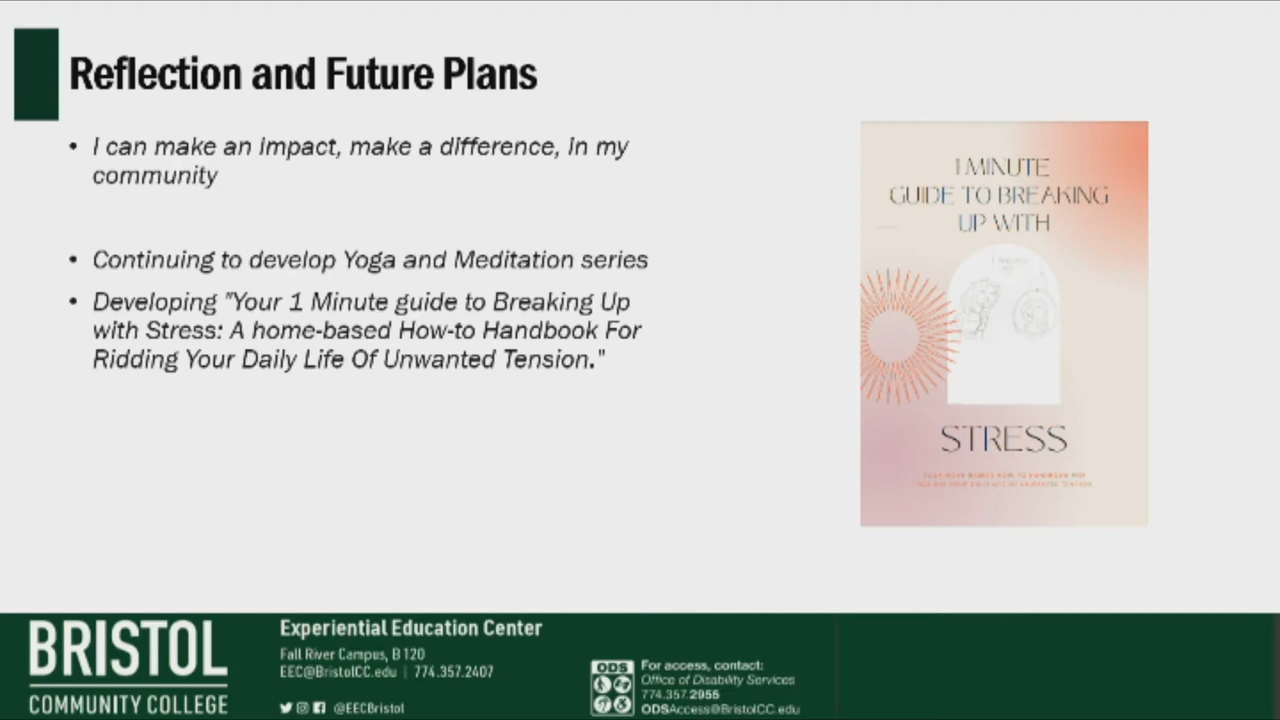 Reflection and Future Plans
• I can make an impact, make a difference, in my
community
• Continuing to develop Yoga and Meditation series
• Developing "Your 1 Minute guide to Breaking Up
with Stress: A home-based How-to Handbook For
Ridding Your Daily Life Of Unwanted Tension."
1 MINUTE
GUIDE TO BREAKING
UP WITH
STRESS
BRISTOL
COMMUNITY COLLEGE
Experiential Education Center
Fall River Campus, B120
EEC@BristolCC.edu | 774.357.2407
@EECBristol
ODS
For access, contact:
Office of Disability Services
774.357.2955
ODSAccess@BristolCC.edu